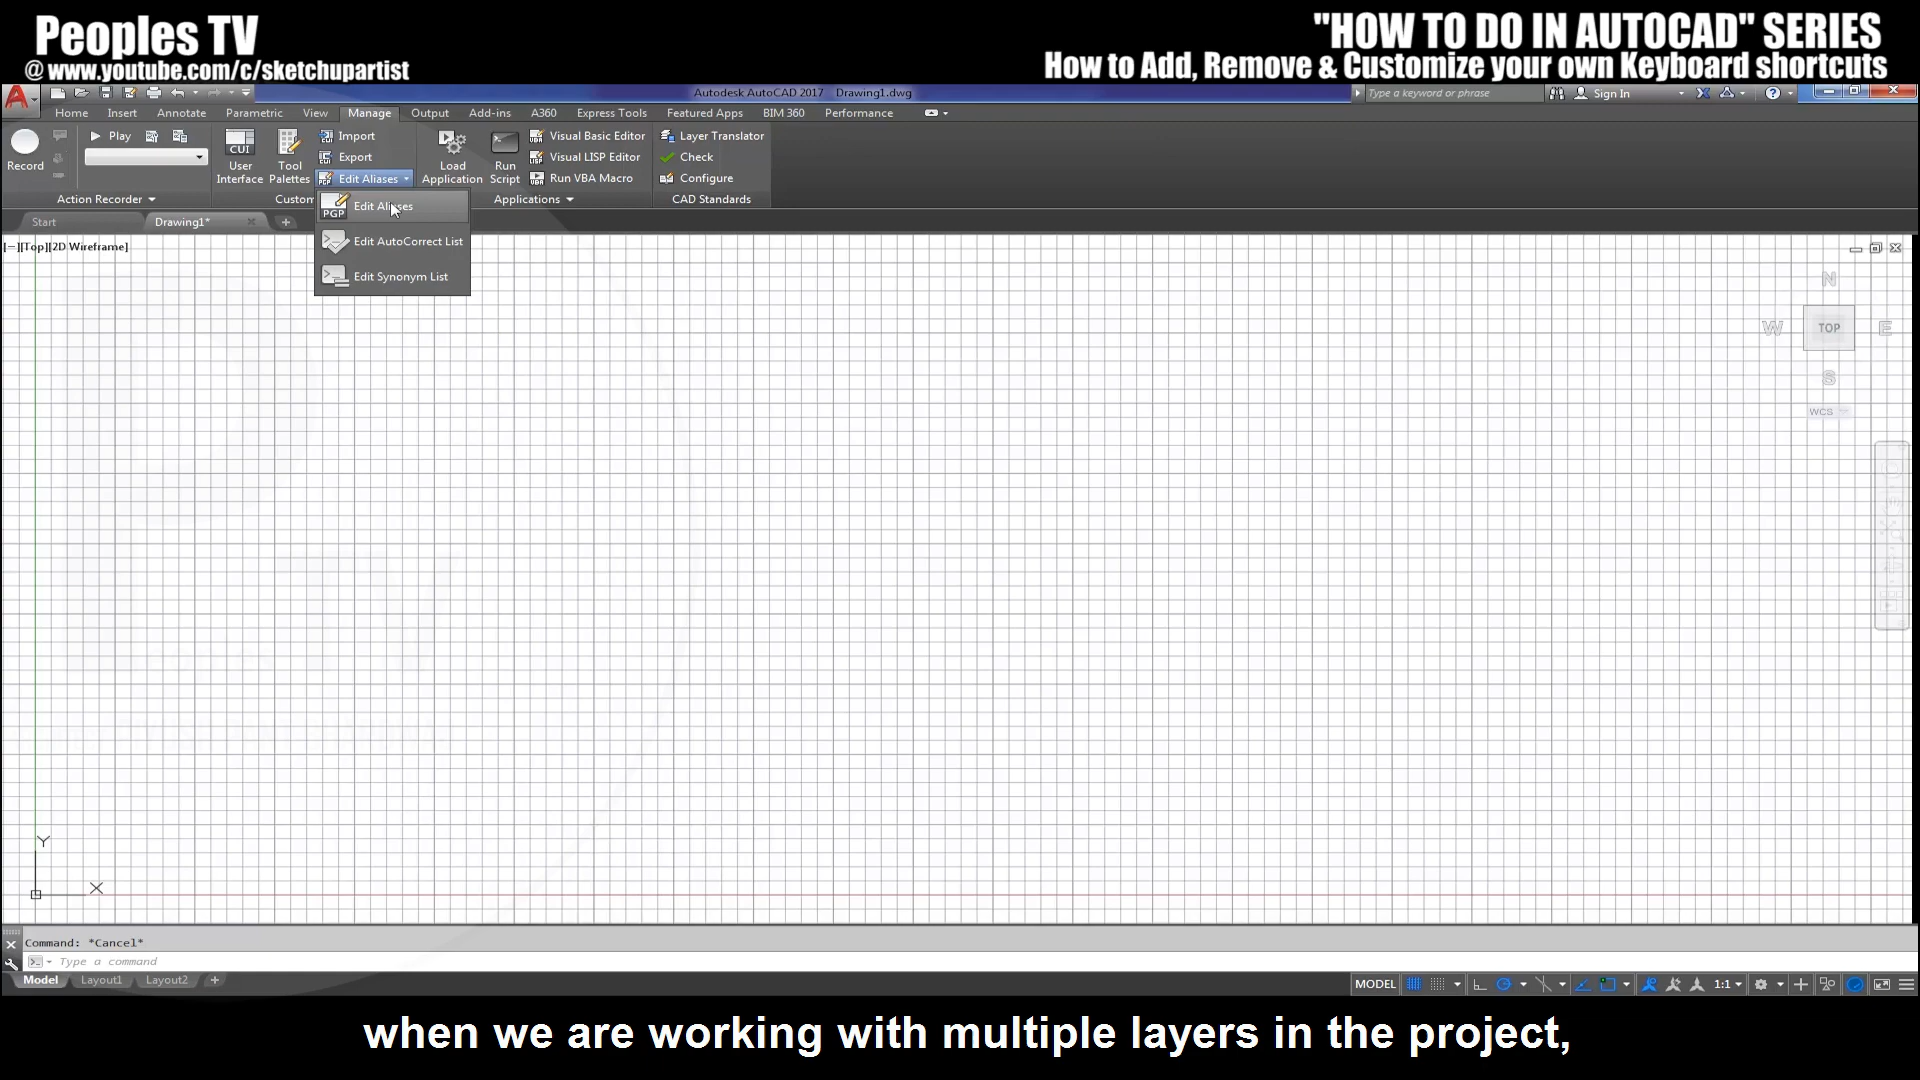 Peoples TV
@ www.youtube.com/c/sketchupartist
"HOW TO DO IN AUTOCAD" SERIES
How to Add, Remove & Customize your own Keyboard shortcuts
Autodesk AutoCAD 2017 Drawing1.dwg
Type a keyword or phrase
Sign In
Home Insert Annotate Parametric View Manage Output Add-ins A360 Express Tools Featured Apps BIM 360 Performance
Record
Play
Action Recorder
CUI
User
Interface
Tool
Palettes
Import
Export
Edit Aliases
Custom
Load
Application
Run
Script
Visual Basic Editor
Visual LISP Editor
Run VBA Macro
Applications
Layer Translator
Check
Configure
CAD Standards
PGP
Edit Aliases
Edit AutoCorrect List
Edit Synonym List
Start
Drawing1*
[−][Top][2D Wireframe]
N
W
TOP
E
S
WCS
Y
X
Command: *Cancel*
Type a command
Model Layout1 Layout2
MODEL
1:1
when we are working with multiple layers in the project,